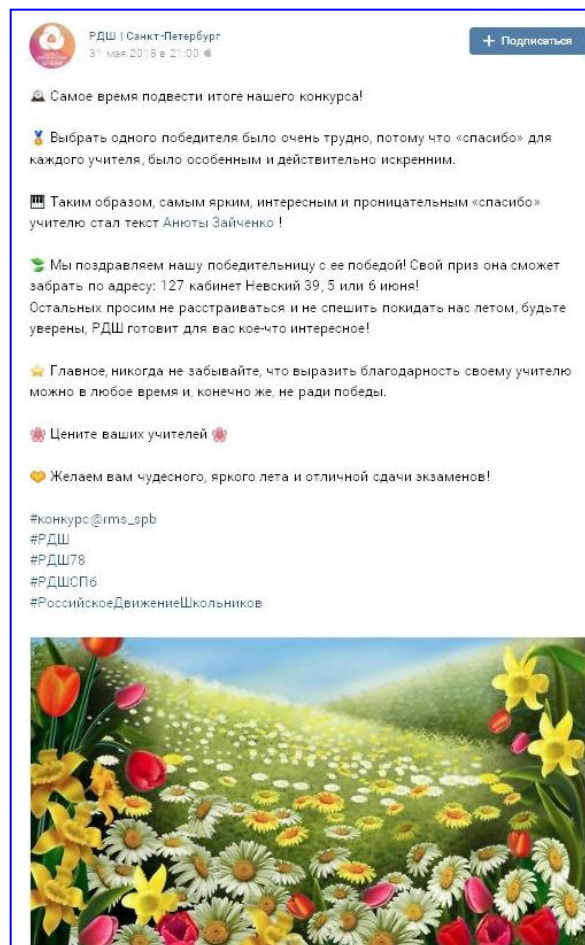 РДШ | Санкт-Петербург
31 мая 2018 в 21:00
+ Подписаться
Самое время подвести итоге нашего конкурса!
Выбрать одного победителя было очень трудно, потому что «спасибо» для
каждого учителя, было особенным и действительно искренним.
Таким образом, самым ярким, интересным и проницательным «спасибо»
учителю стал текст Анюты Зайченко !
Мы поздравляем нашу победительницу с ее победой! Свой приз она сможет
забрать по адресу: 127 кабинет Невский 39, 5 или 6 июня!
Остальных просим не расстраиваться и не спешить покидать нас летом, будьте
уверены, РДШ готовит для вас кое-что интересное!
Главное, никогда не забывайте, что выразить благодарность своему учителю
можно в любое время и, конечно же, не ради победы.
Цените ваших учителей
Желаем вам чудесного, яркого лета и отличной сдачи экзаменов!
#конкурс@rms_spb
#РДШ
#РДШ78
#РДШСПб
#РоссийскоеДвижениеШкольников